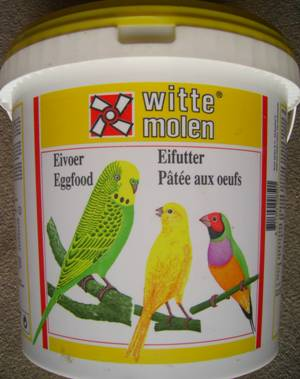 witte®
molen
Eivoer
Eggfood
Eifutter
Pâtée aux oeufs